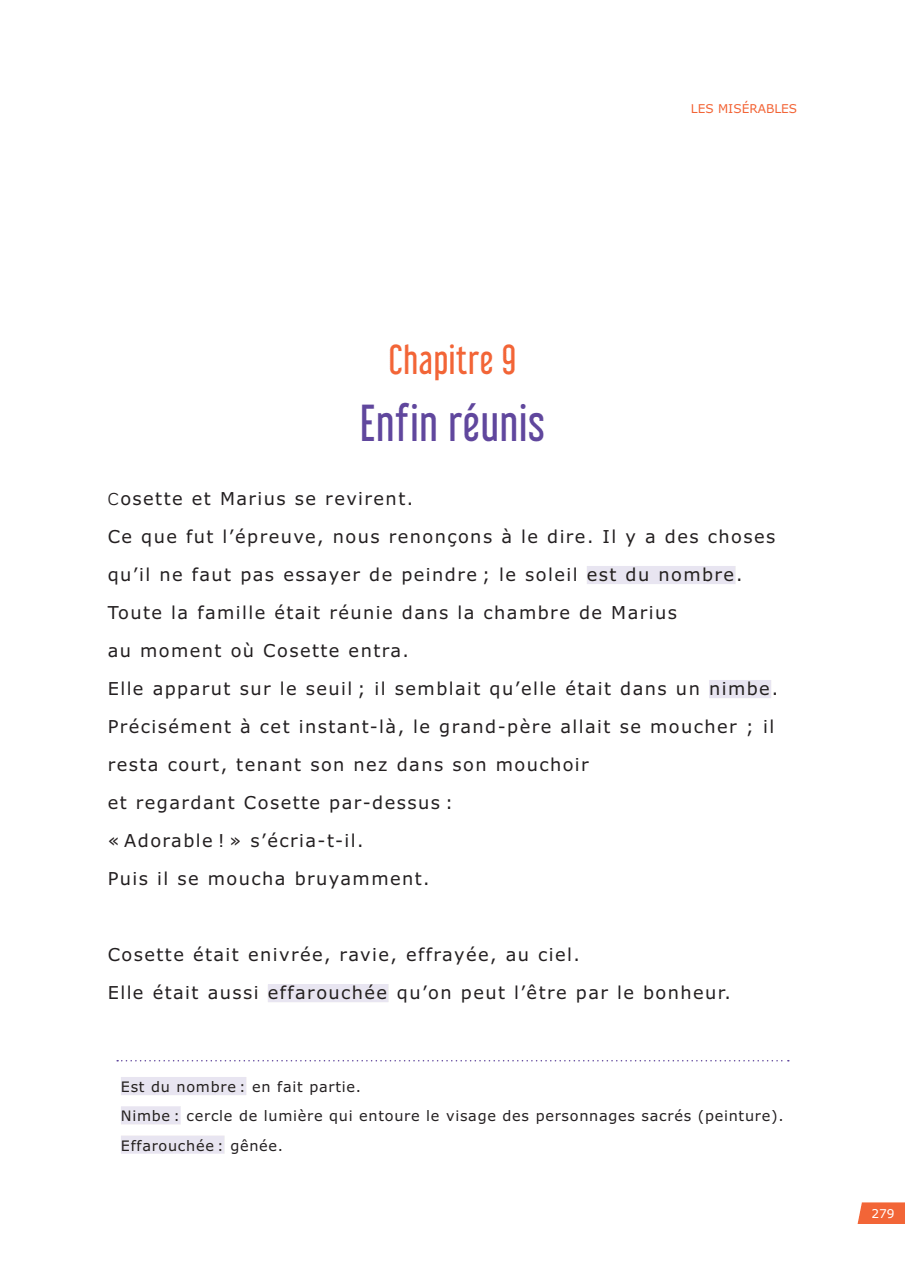 LES MISÉRABLES
Chapitre 9
Enfin réunis
Cosette et Marius se revirent.
Ce que fut l’épreuve, nous renonçons à le dire. Il y a des choses
qu’il ne faut pas essayer de peindre ; le soleil est du nombre.
Toute la famille était réunie dans la chambre de Marius
au moment où Cosette entra.
Elle apparut sur le seuil ; il semblait qu’elle était dans un nimbe.
Précisément à cet instant-là, le grand-père allait se moucher ; il
resta court, tenant son nez dans son mouchoir
et regardant Cosette par-dessus :
« Adorable ! » s’écria-t-il.
Puis il se moucha bruyamment.
Cosette était enivrée, ravie, effrayée, au ciel.
Elle était aussi effarouchée qu’on peut l’être par le bonheur.
Est du nombre : en fait partie.
Nimbe : cercle de lumière qui entoure le visage des personnages sacrés (peinture).
Effarouchée : gênée.
279